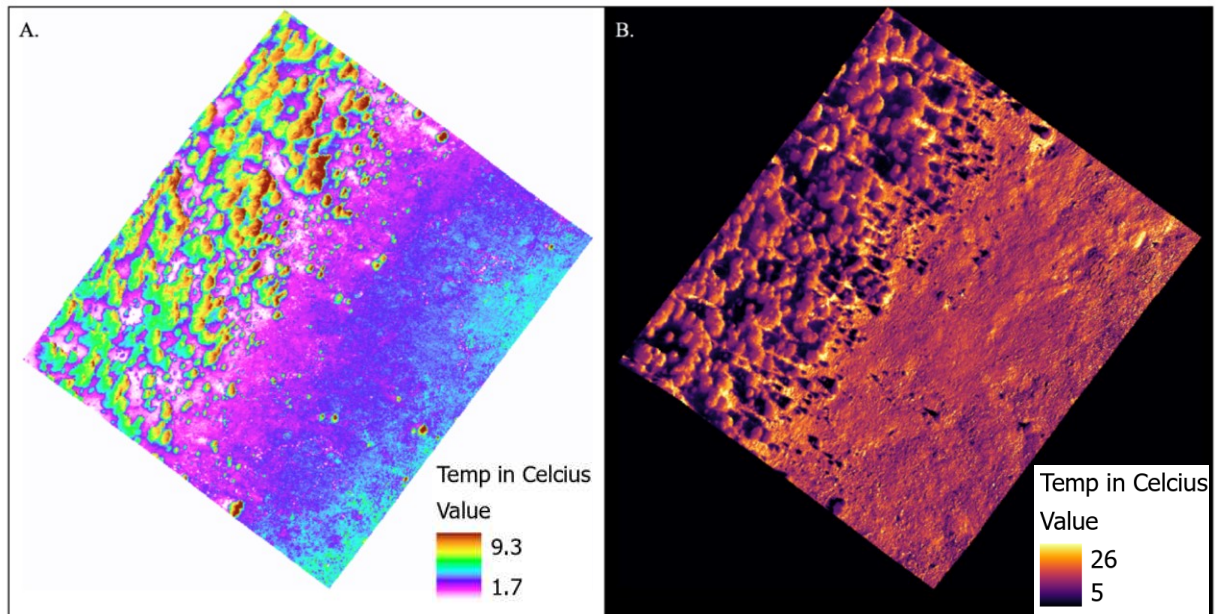 A.
Temp in Celcius
Value
9.3
1.7
B.
Temp in Celcius
Value
26
5